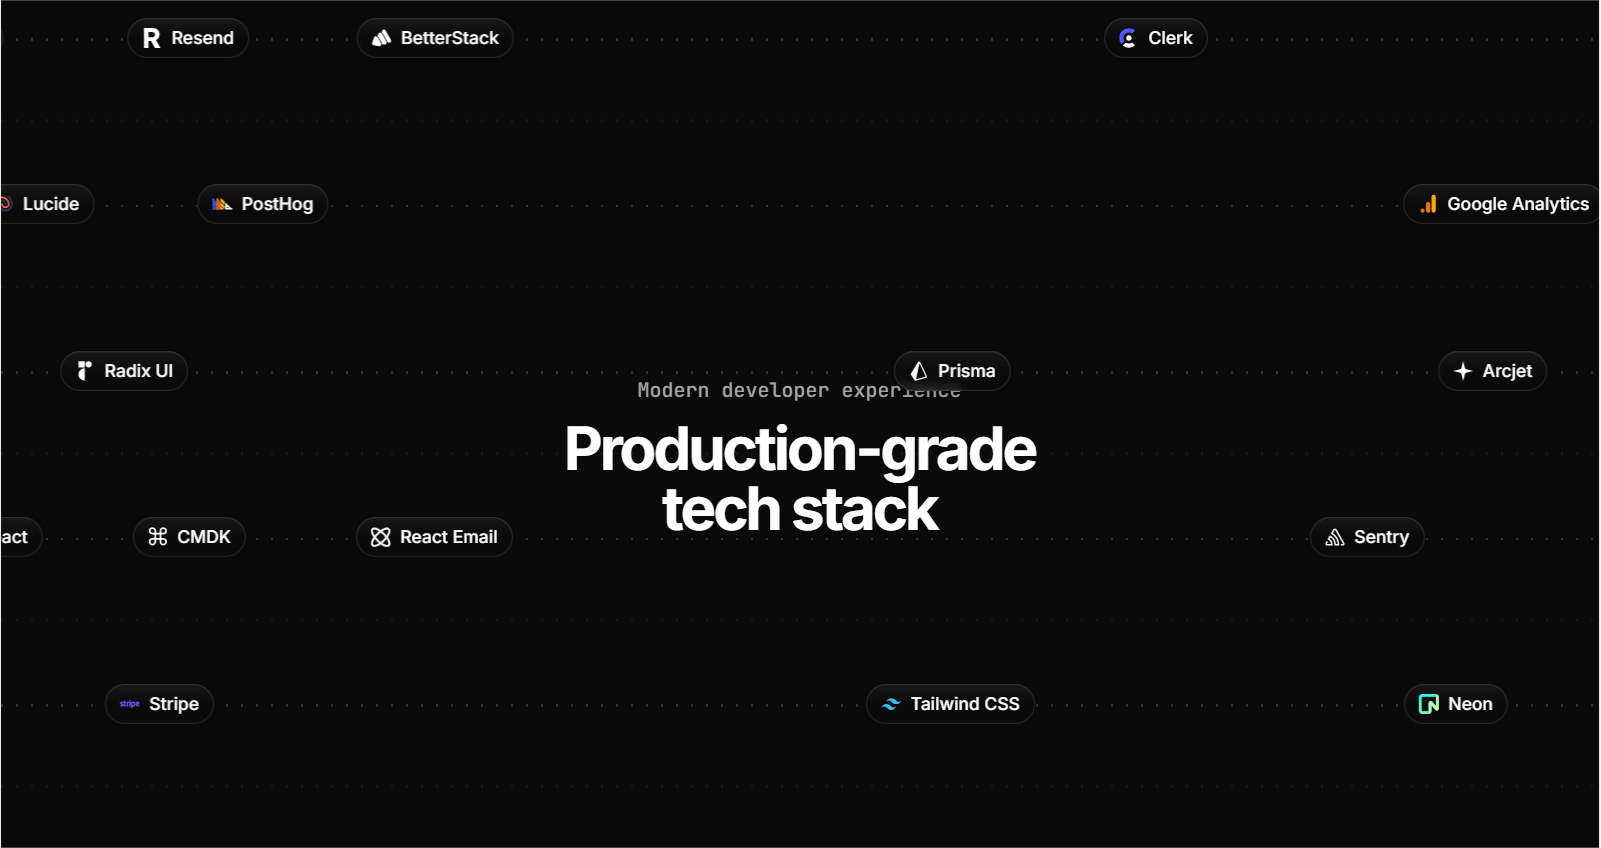 Resend
BetterStack
Clerk
Lucide
PostHog
Google Analytics
Radix UI
Prisma
Arcjet
Modern developer experience
Production-grade
tech stack
act
CMDK
React Email
Sentry
stripe Stripe
Tailwind CSS
Neon